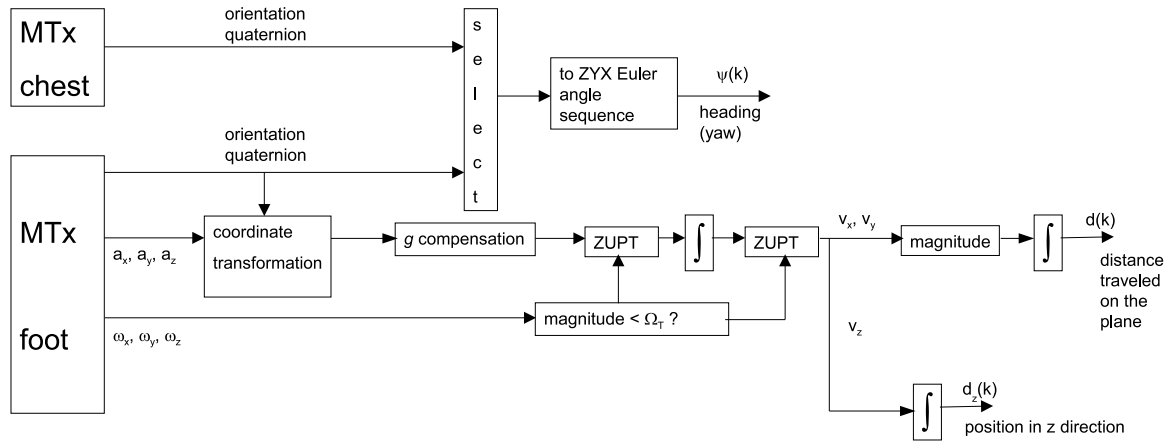 MTx
chest
orientation
quaternion
s
e
l
e
c
t
to ZYX Euler
angle
sequence
ψ(k)
heading
(yaw)
MTx
foot
orientation
quaternion
a_x, a_y, a_z
coordinate
transformation
g compensation
ZUPT
∫
ZUPT
v_x, v_y
magnitude
∫
d(k)
distance
traveled
on the
plane
ω_x, ω_y, ω_z
magnitude < Ω_T ?
v_z
∫
d_z(k)
position in z direction